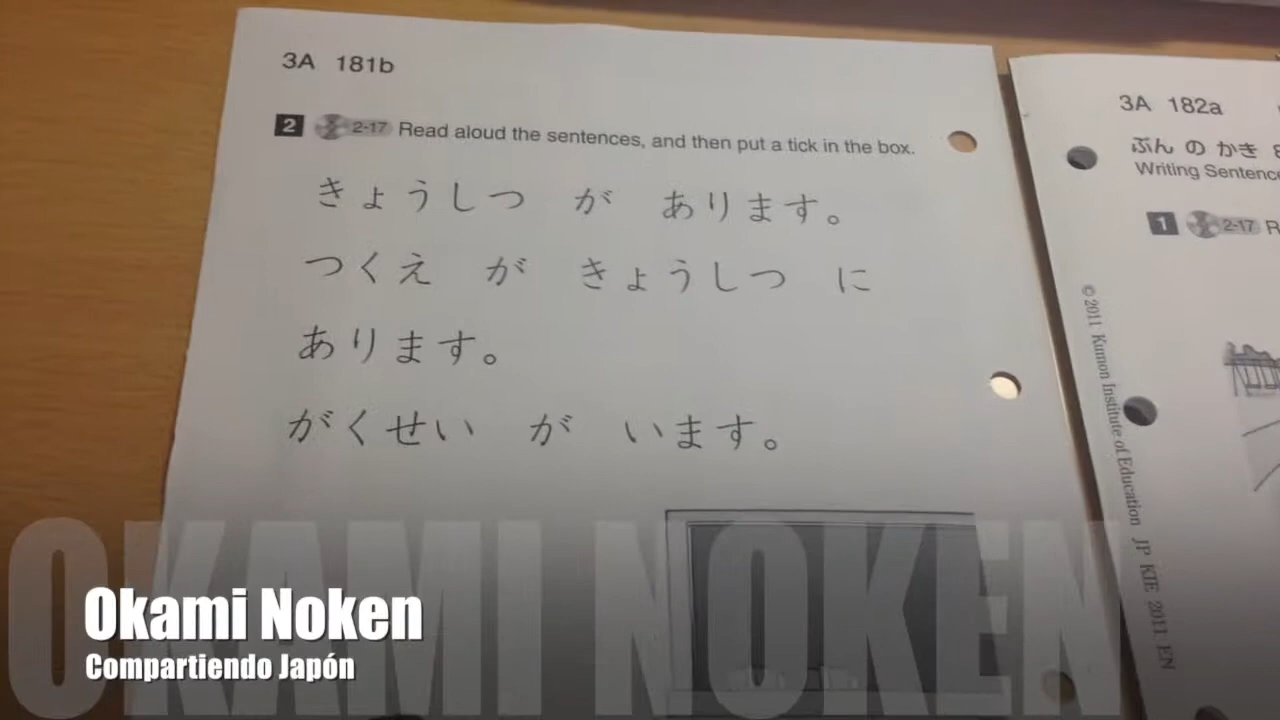 3A 181b
2 2-17 Read aloud the sentences, and then put a tick in the box.
きょうしつ が あります。
つくえ が きょうしつ に
あります。
がくせい が います。
3A 182a
ぶん の かき
Writing
1 2-17
© 2011 Kumon Institute of Education JP KIE 2011 EN
OKAMI NOKEN
Okami Noken
Compartiendo Japón